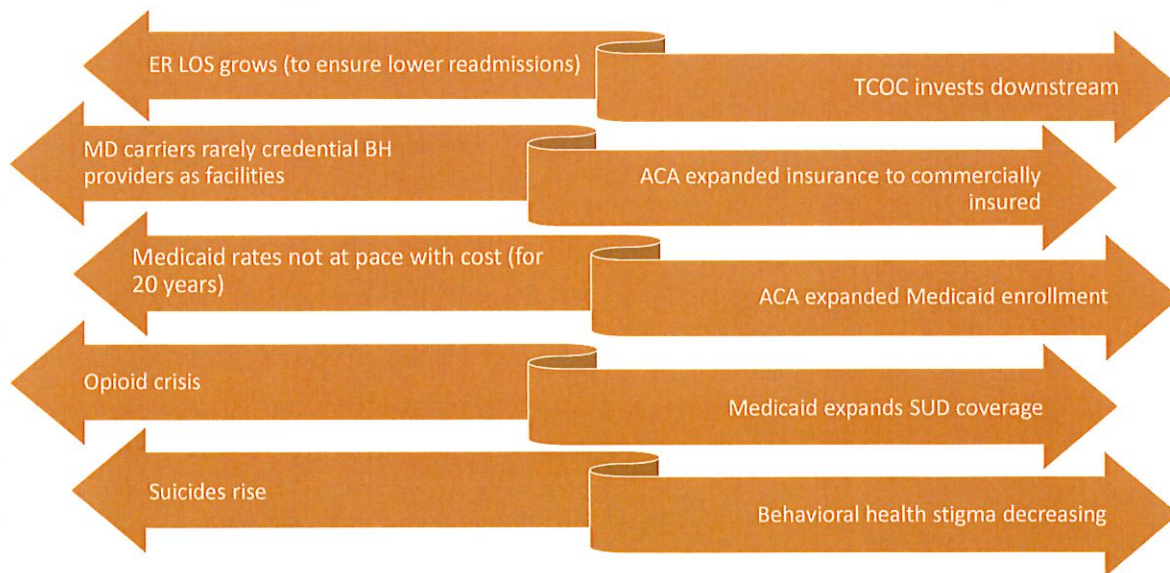 ER LOS grows (to ensure lower readmissions)
TCOC invests downstream
MD carriers rarely credential BH
providers as facilities
ACA expanded insurance to commercially
insured
Medicaid rates not at pace with cost (for
20 years)
ACA expanded Medicaid enrollment
Opioid crisis
Medicaid expands SUD coverage
Suicides rise
Behavioral health stigma decreasing